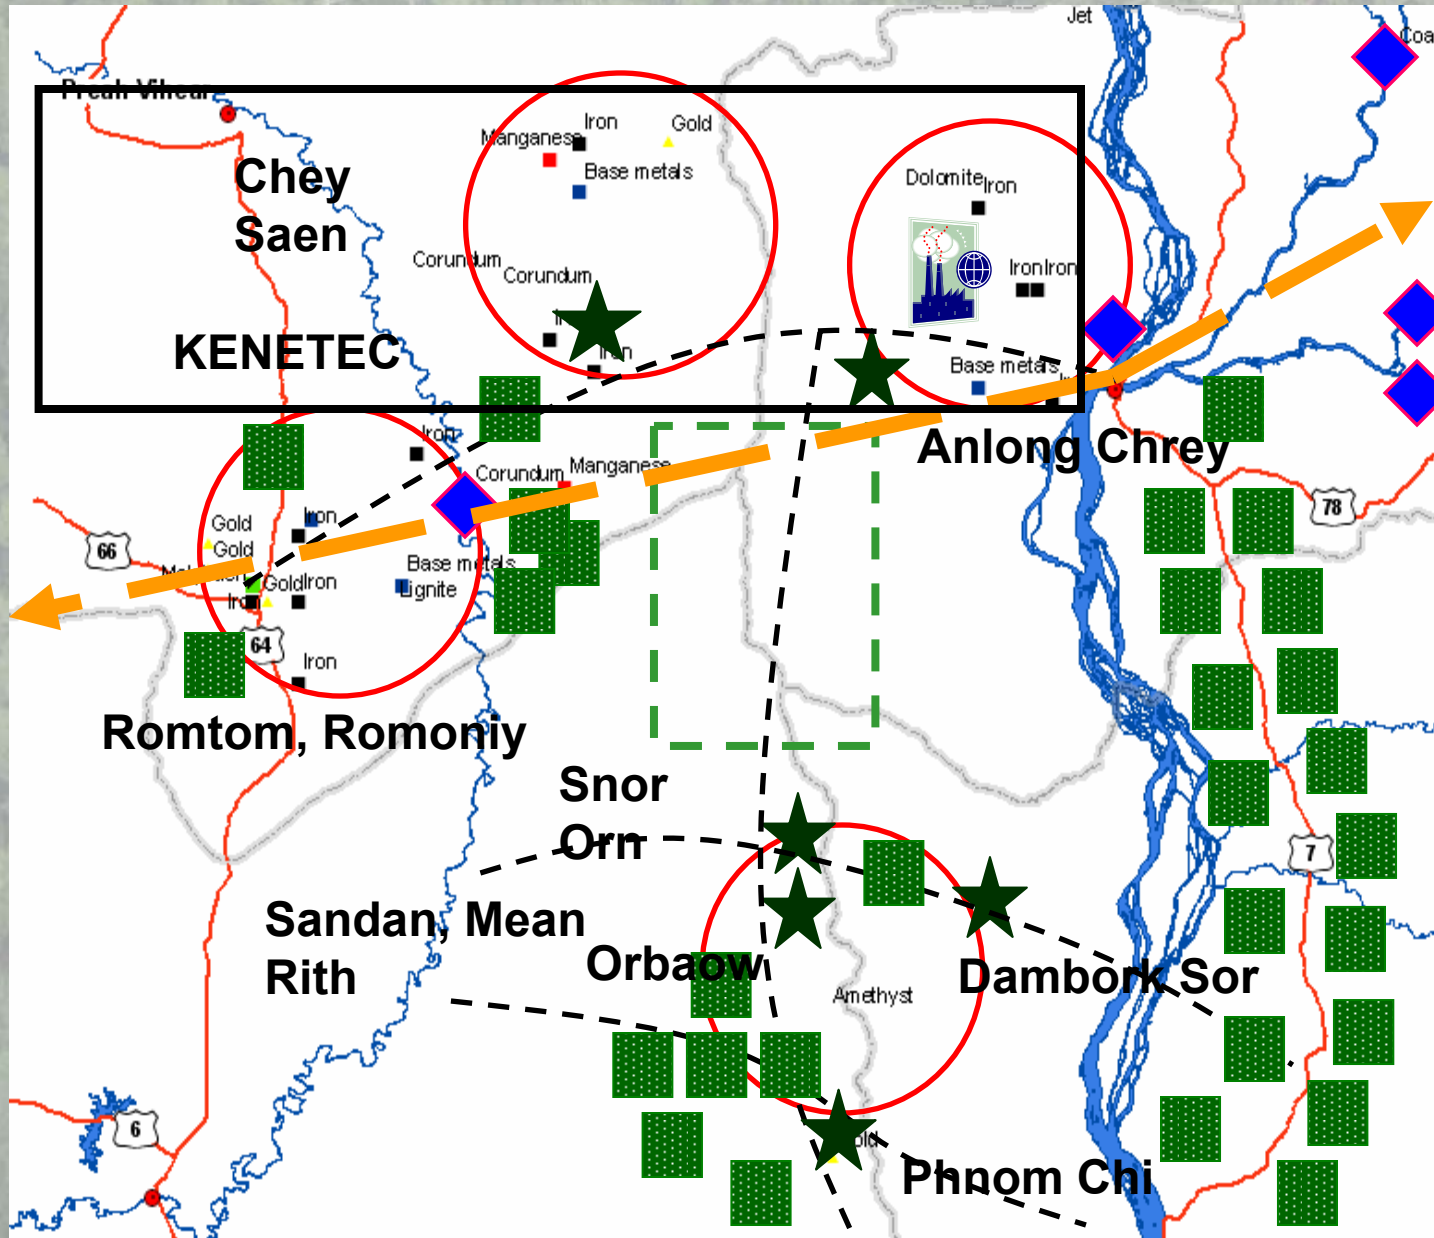 Jet
Coa
Preah Vihear
Iron
Gold
Manganese
Base metals
Chey
Saen
Dolomite
Iron
Corundum
Corundum
Iron
Iron
KENETEC
Iron
Base metals
Anlong Chrey
Iron
Corundum
Manganese
78
66
Gold
Iron
Gold
Base metals
Gold
Iron
Lignite
Iron
64
Iron
Romtom, Romoniy
Snor
Orn
7
Sandan, Mean
Rith
Orbaow
Dambork Sor
Amethyst
6
Phnom Chi